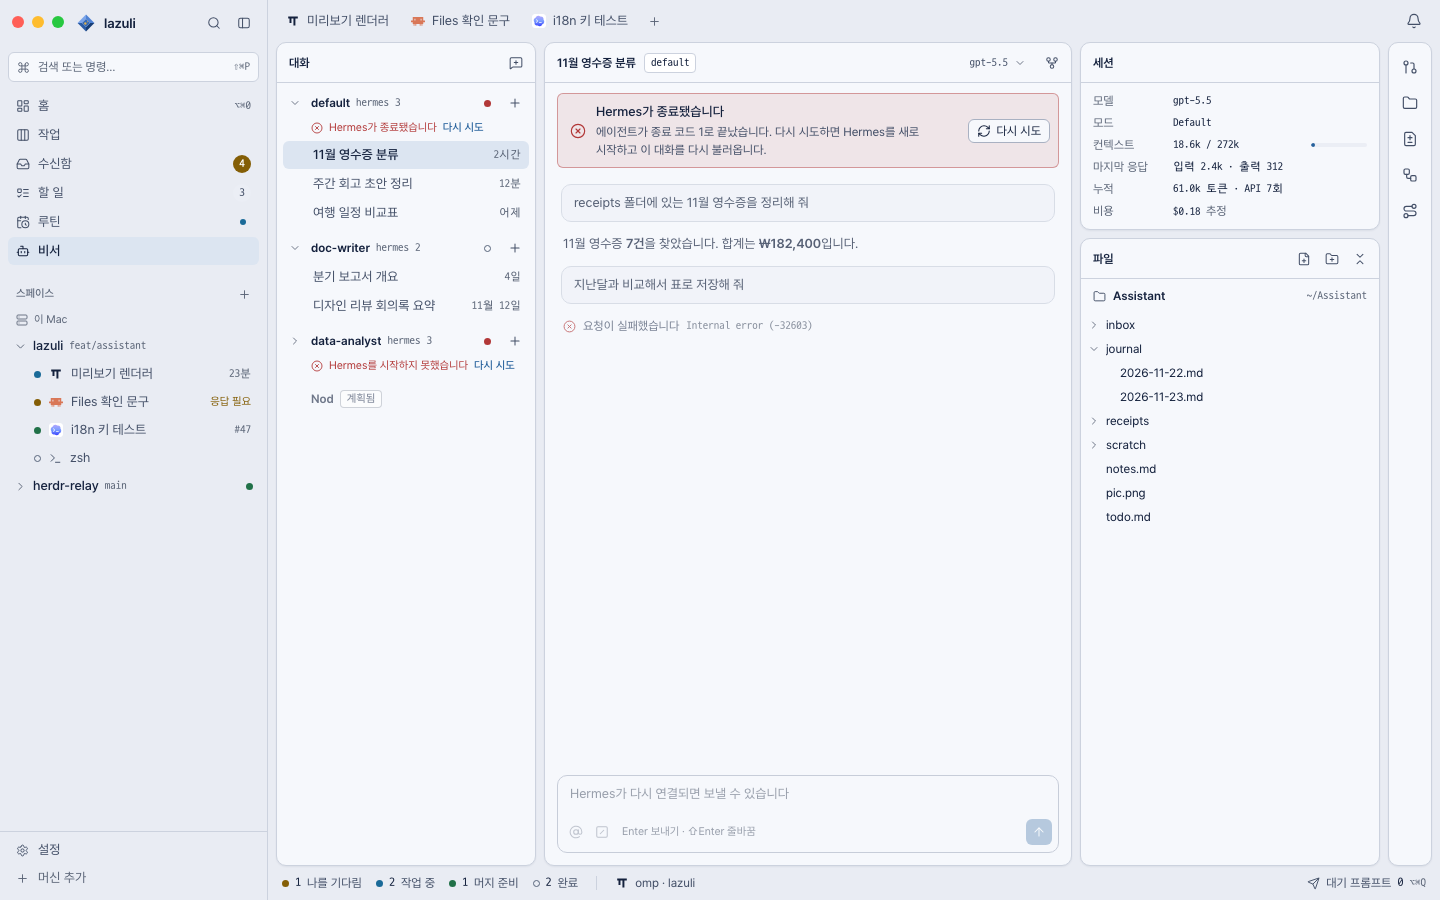 lazuli
검색 또는 명령... ⇧⌘P
홈 ⌥⌘0
작업
수신함 4
할 일 3
루틴
비서
스페이스
이 Mac
lazuli feat/assistant
미리보기 렌더러 23분
Files 확인 문구 응답 필요
i18n 키 테스트 #47
zsh
herdr-relay main
설정
머신 추가
미리보기 렌더러 Files 확인 문구 i18n 키 테스트
대화
default hermes 3
Hermes가 종료됐습니다 다시 시도
11월 영수증 분류 2시간
주간 회고 초안 정리 12분
여행 일정 비교표 어제
doc-writer hermes 2
분기 보고서 개요 4일
디자인 리뷰 회의록 요약 11월 12일
data-analyst hermes 3
Hermes를 시작하지 못했습니다 다시 시도
Nod 계획됨
11월 영수증 분류 default gpt-5.5
Hermes가 종료됐습니다
에이전트가 종료 코드 1로 끝났습니다. 다시 시도하면 Hermes를 새로
시작하고 이 대화를 다시 불러옵니다.
다시 시도
receipts 폴더에 있는 11월 영수증을 정리해 줘
11월 영수증 7건을 찾았습니다. 합계는 ₩182,400입니다.
지난달과 비교해서 표로 저장해 줘
요청이 실패했습니다 Internal error (-32603)
Hermes가 다시 연결되면 보낼 수 있습니다
Enter 보내기 · ⇧Enter 줄바꿈
세션
모델 gpt-5.5
모드 Default
컨텍스트 18.6k / 272k
마지막 응답 입력 2.4k · 출력 312
누적 61.0k 토큰 · API 7회
비용 $0.18 추정
파일
Assistant ~/Assistant
inbox
journal
2026-11-22.md
2026-11-23.md
receipts
scratch
notes.md
pic.png
todo.md
1 나를 기다림 2 작업 중 1 머지 준비 2 완료 omp · lazuli
대기 프롬프트 0 ⌥⌘Q